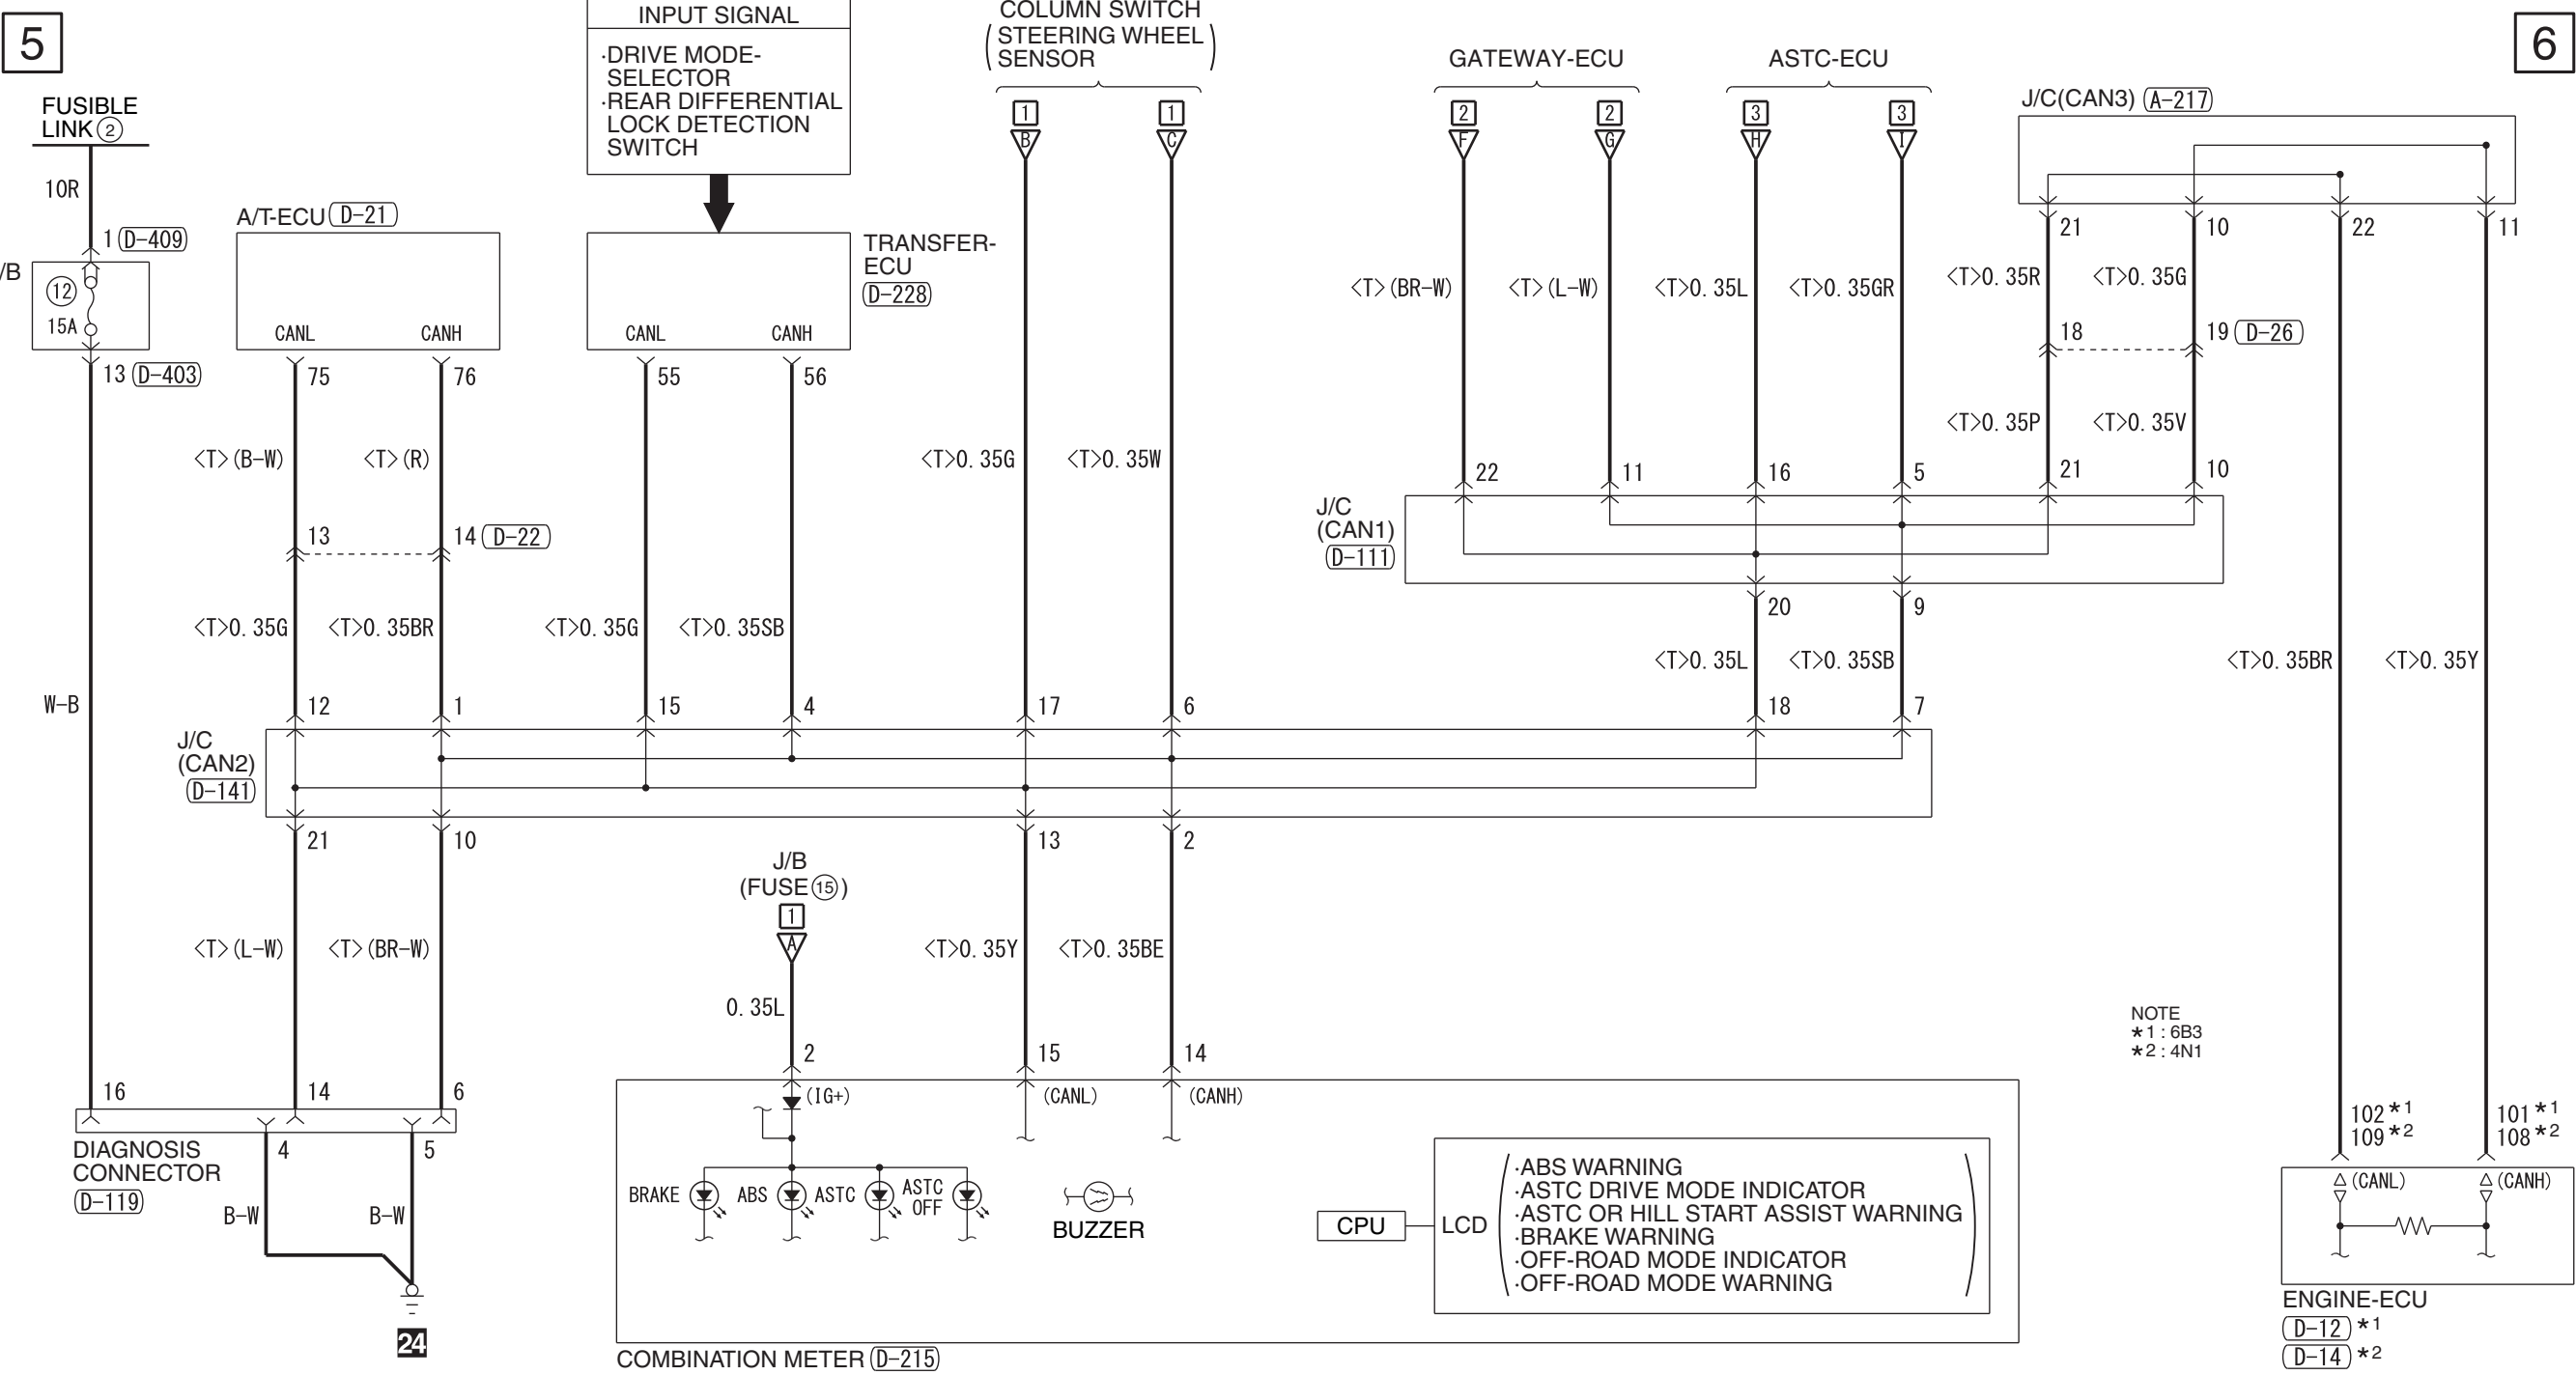 5
INPUT SIGNAL
·DRIVE MODE-
SELECTOR
·REAR DIFFERENTIAL
LOCK DETECTION
SWITCH
COLUMN SWITCH
(STEERING WHEEL
SENSOR)
GATEWAY-ECU
ASTC-ECU
6
FUSIBLE
LINK ②
J/C(CAN3) A-217
1
B
1
C
2
F
2
G
3
H
3
I
10R
A/T-ECU D-21
TRANSFER-
ECU
D-228
1 D-409
/B
⑫
15A
13 D-403
CANL
CANH
CANL
CANH
75
76
55
56
21
10
22
11
<T>(BR-W)
<T>(L-W)
<T>0.35L
<T>0.35GR
<T>0.35R
<T>0.35G
18
19 D-26
<T>0.35P
<T>0.35V
<T>(B-W)
<T>(R)
<T>0.35G
<T>0.35W
22
11
16
5
21
10
13
14 D-22
J/C
(CAN1)
D-111
20
9
<T>0.35G
<T>0.35BR
<T>0.35G
<T>0.35SB
<T>0.35L
<T>0.35SB
<T>0.35BR
<T>0.35Y
W-B
12
1
15
4
17
6
18
7
J/C
(CAN2)
D-141
21
10
13
2
J/B
(FUSE ⑮)
1
A
<T>(L-W)
<T>(BR-W)
<T>0.35Y
<T>0.35BE
0.35L
NOTE
*1 : 6B3
*2 : 4N1
2
15
14
16
14
6
(IG+)
(CANL)
(CANH)
102 *1
109 *2
101 *1
108 *2
DIAGNOSIS
CONNECTOR
D-119
4
5
B-W
B-W
24
BRAKE
ABS
ASTC
ASTC
OFF
BUZZER
CPU
LCD
·ABS WARNING
·ASTC DRIVE MODE INDICATOR
·ASTC OR HILL START ASSIST WARNING
·BRAKE WARNING
·OFF-ROAD MODE INDICATOR
·OFF-ROAD MODE WARNING
(CANL)
(CANH)
ENGINE-ECU
D-12 *1
D-14 *2
COMBINATION METER D-215